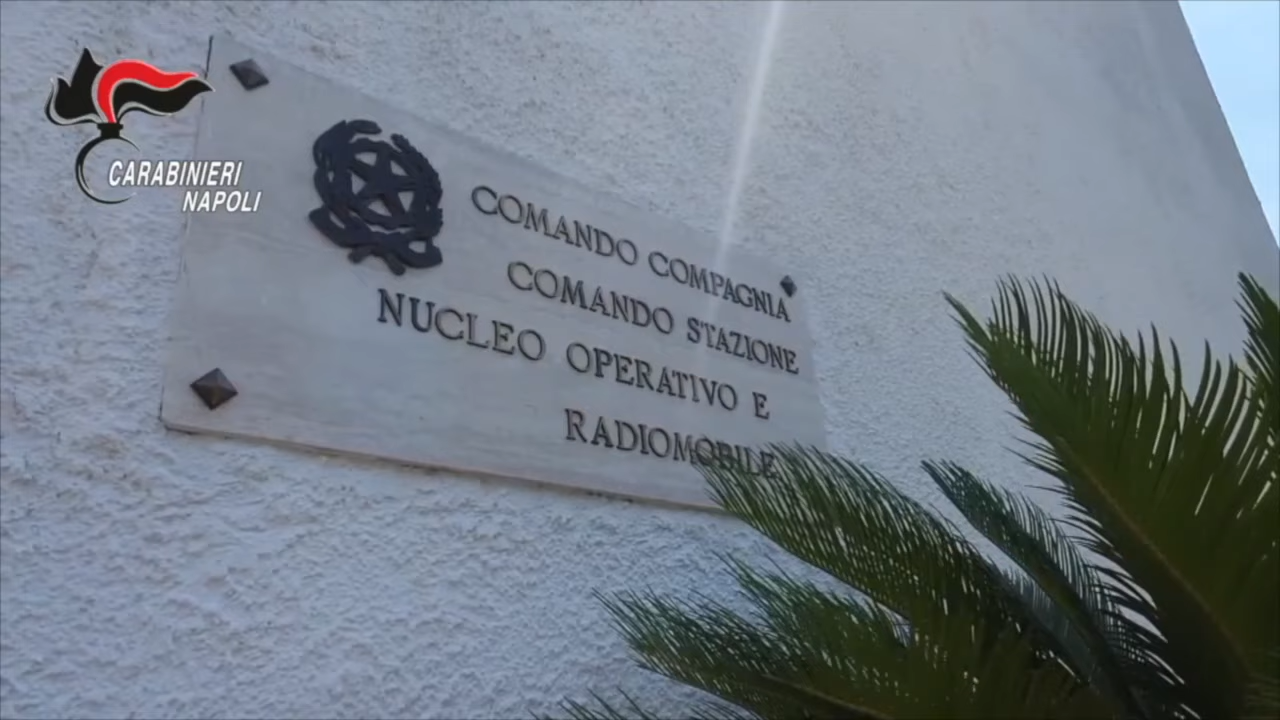 CARABINIERI
NAPOLI
COMANDO COMPAGNIA
COMANDO STAZIONE
NUCLEO OPERATIVO E
RADIOMOBILE